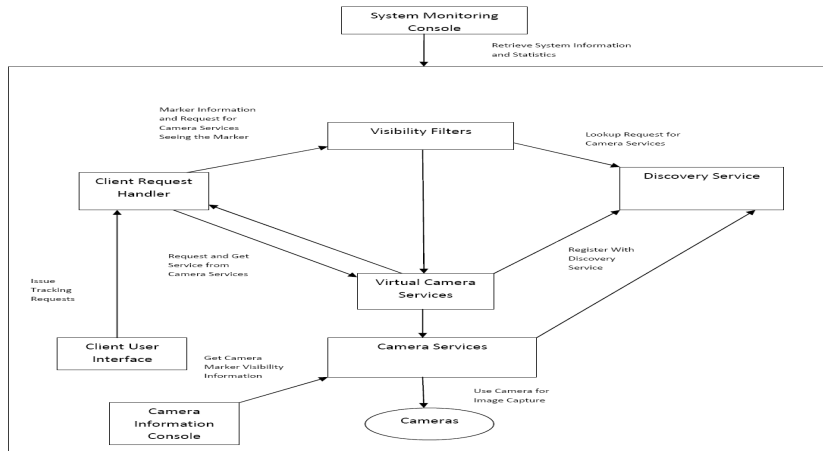 System Monitoring
Console
Retrieve System Information
and Statistics
Marker Information
and Request for
Camera Services
Seeing the Marker
Visibility Filters
Lookup Request for
Camera Services
Client Request
Handler
Discovery Service
Request and Get
Service from
Camera Services
Register With
Discovery
Service
Issue
Tracking
Requests
Virtual Camera
Services
Client User
Interface
Get Camera
Marker Visibility
Information
Camera Services
Use Camera for
Image Capture
Camera
Information
Console
Cameras